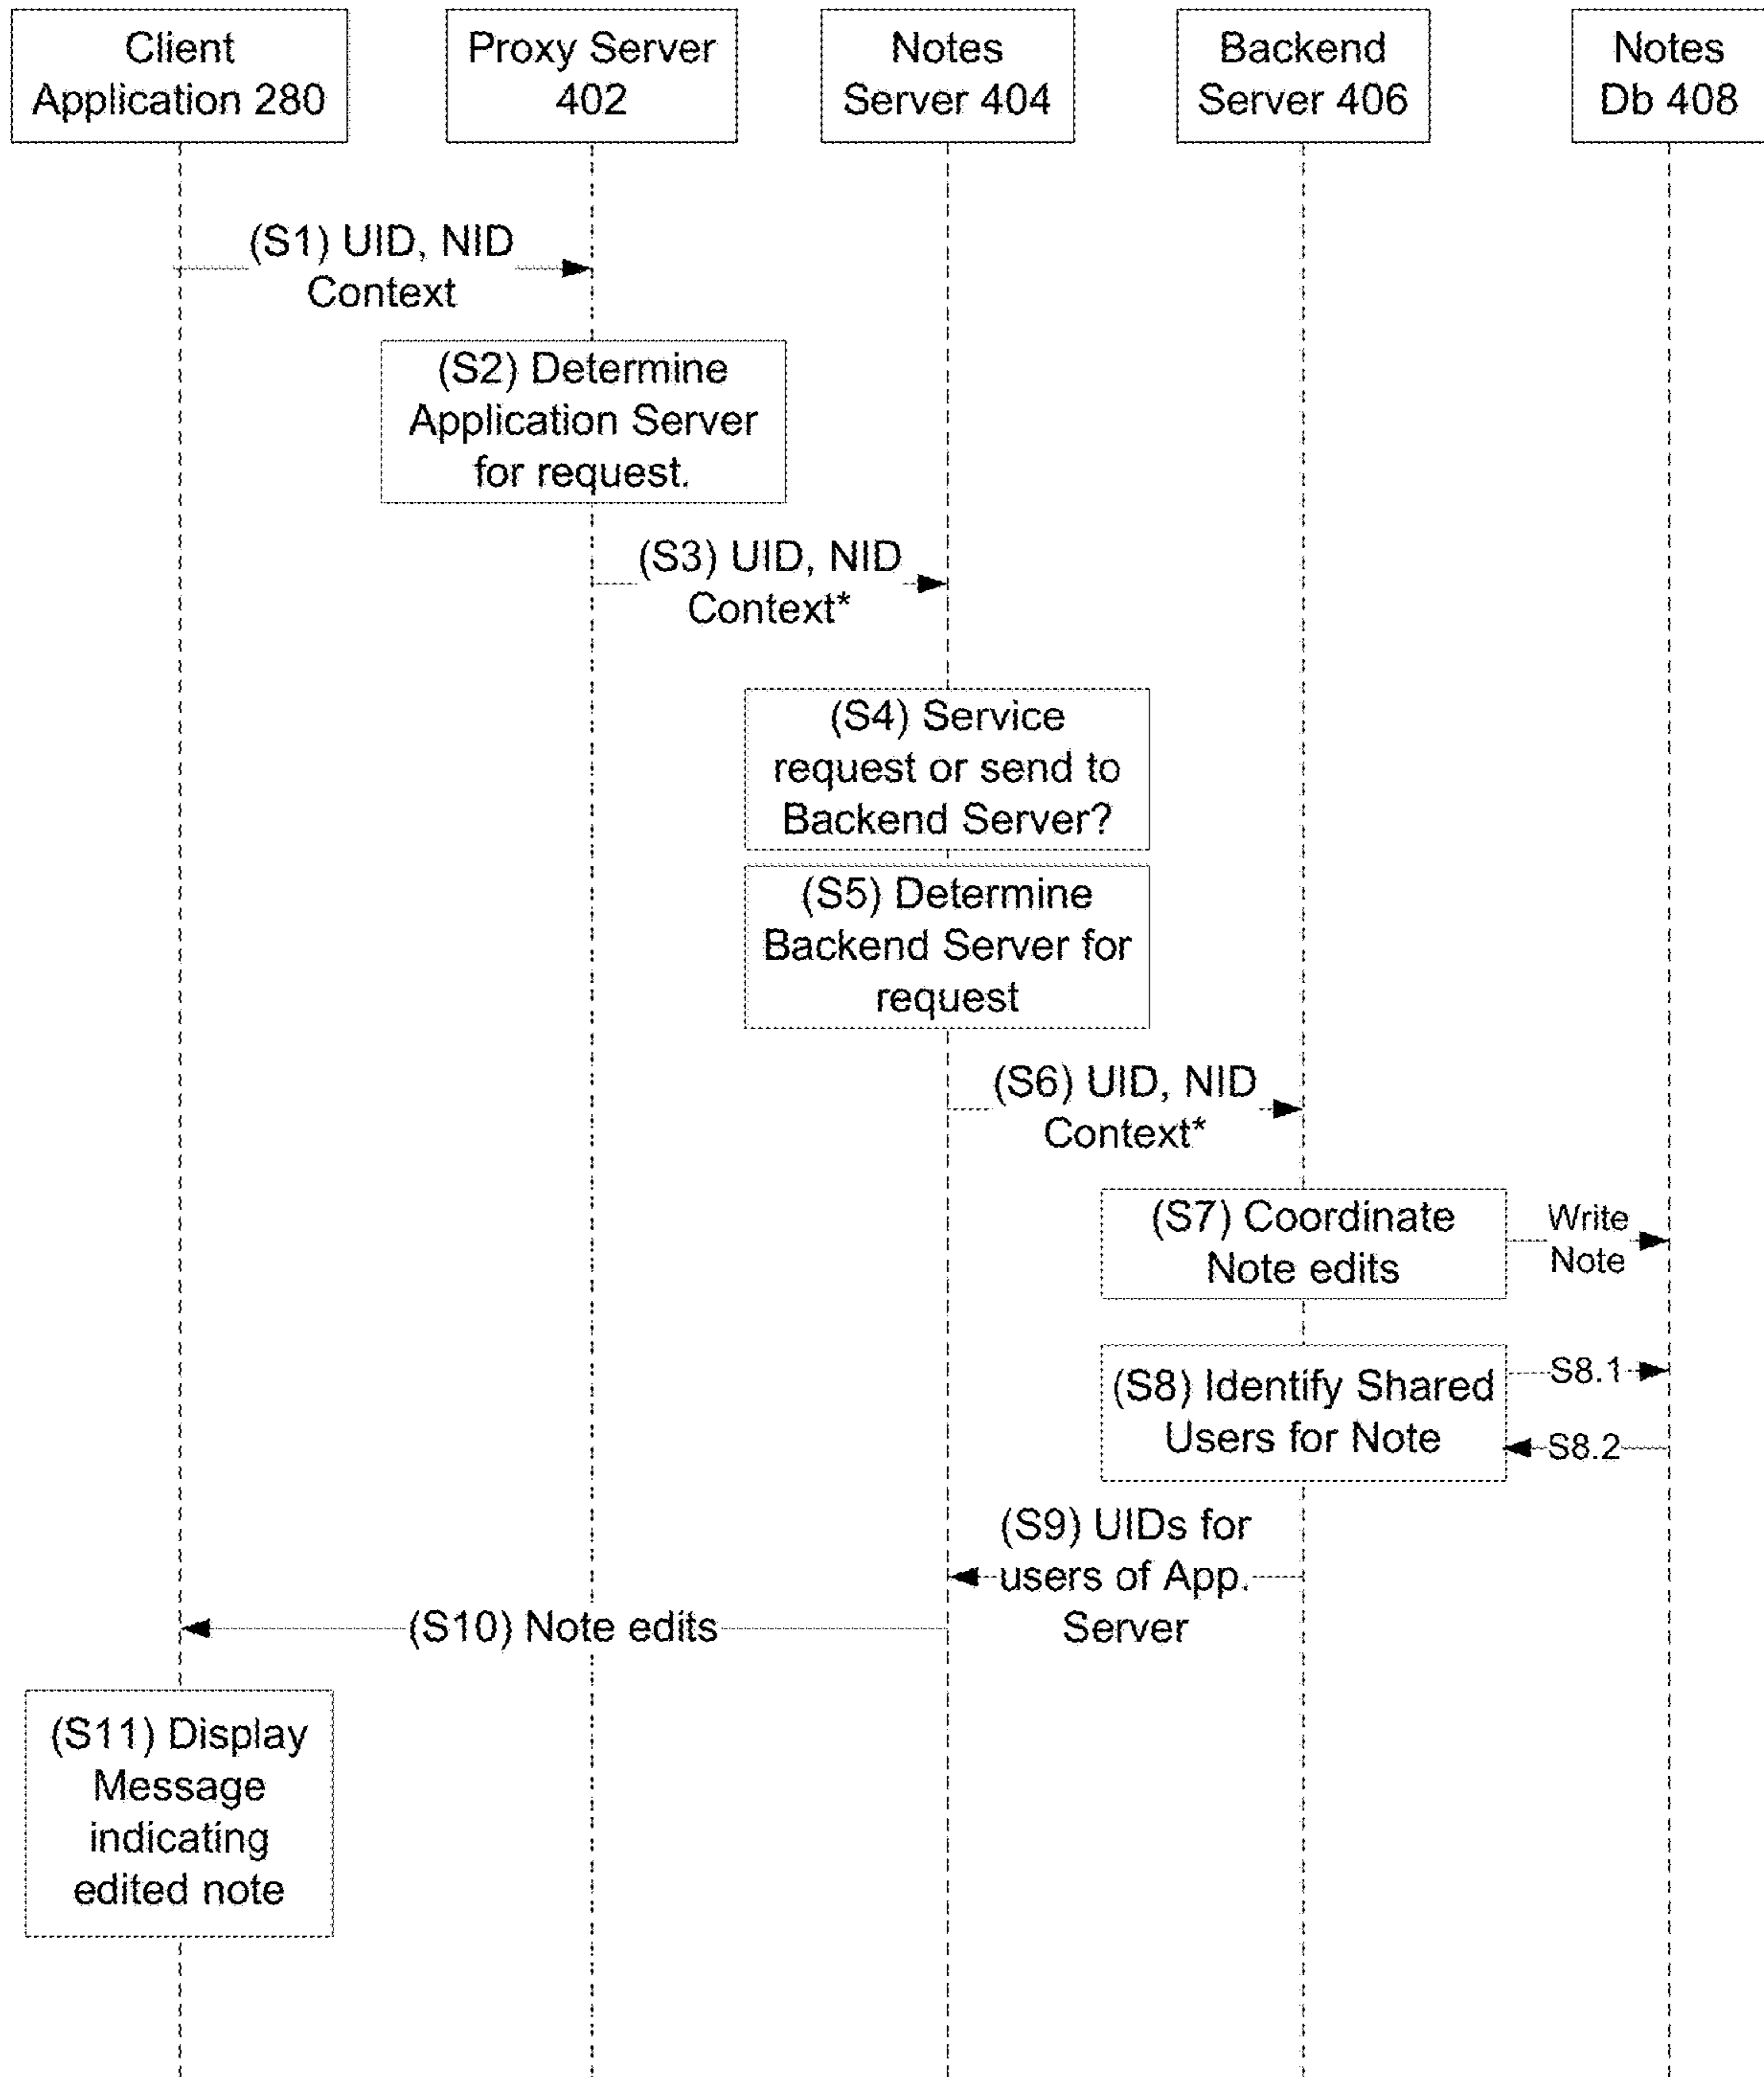 Client
Application 280
Proxy Server
402
Notes
Server 404
Backend
Server 406
Notes
Db 408
(S1) UID, NID
Context
(S2) Determine
Application Server
for request.
(S3) UID, NID
Context*
(S4) Service
request or send to
Backend Server?
(S5) Determine
Backend Server for
request
(S6) UID, NID
Context*
(S7) Coordinate
Note edits
Write
Note
(S8) Identify Shared
Users for Note
S8.1
S8.2
(S9) UIDs for
users of App.
Server
(S10) Note edits
(S11) Display
Message
indicating
edited note